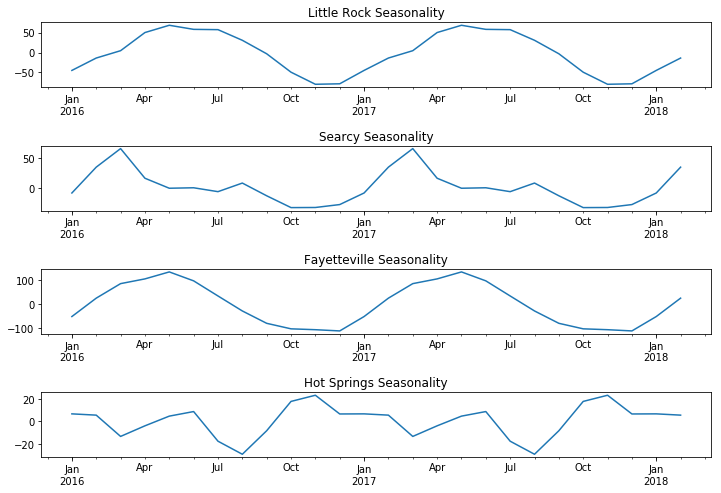 Little Rock Seasonality
50
0
−50
Jan Apr Jul Oct Jan Apr Jul Oct Jan
2016 2017 2018
Searcy Seasonality
50
0
Jan Apr Jul Oct Jan Apr Jul Oct Jan
2016 2017 2018
Fayetteville Seasonality
100
0
−100
Jan Apr Jul Oct Jan Apr Jul Oct Jan
2016 2017 2018
Hot Springs Seasonality
20
0
−20
Jan Apr Jul Oct Jan Apr Jul Oct Jan
2016 2017 2018